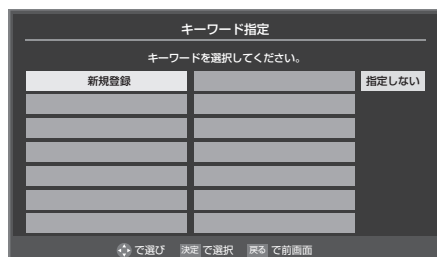 キーワード指定
キーワードを選択してください。
新規登録 指定しない
で選び 決定 で選択 戻る で前画面